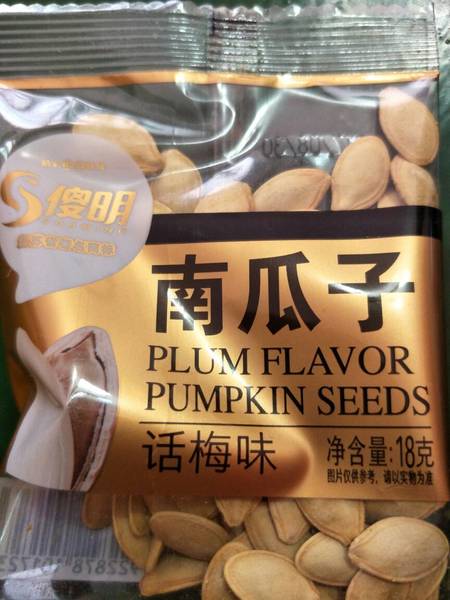 傻明
南瓜子
PLUM FLAVOR
PUMPKIN SEEDS
话梅味
净含量:18克
图片仅供参考,请以实物为准